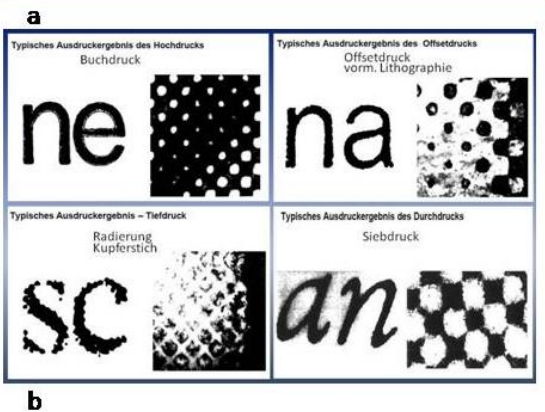 a
Typisches Ausdruckergebnis des Hochdrucks
Buchdruck
ne
Typisches Ausdruckergebnis des Offsetdrucks
Offsetdruck
vorm. Lithographie
na
Typisches Ausdruckergebnis – Tiefdruck
Radierung
Kupferstich
sc
Typisches Ausdruckergebnis des Durchdrucks
Siebdruck
an
b